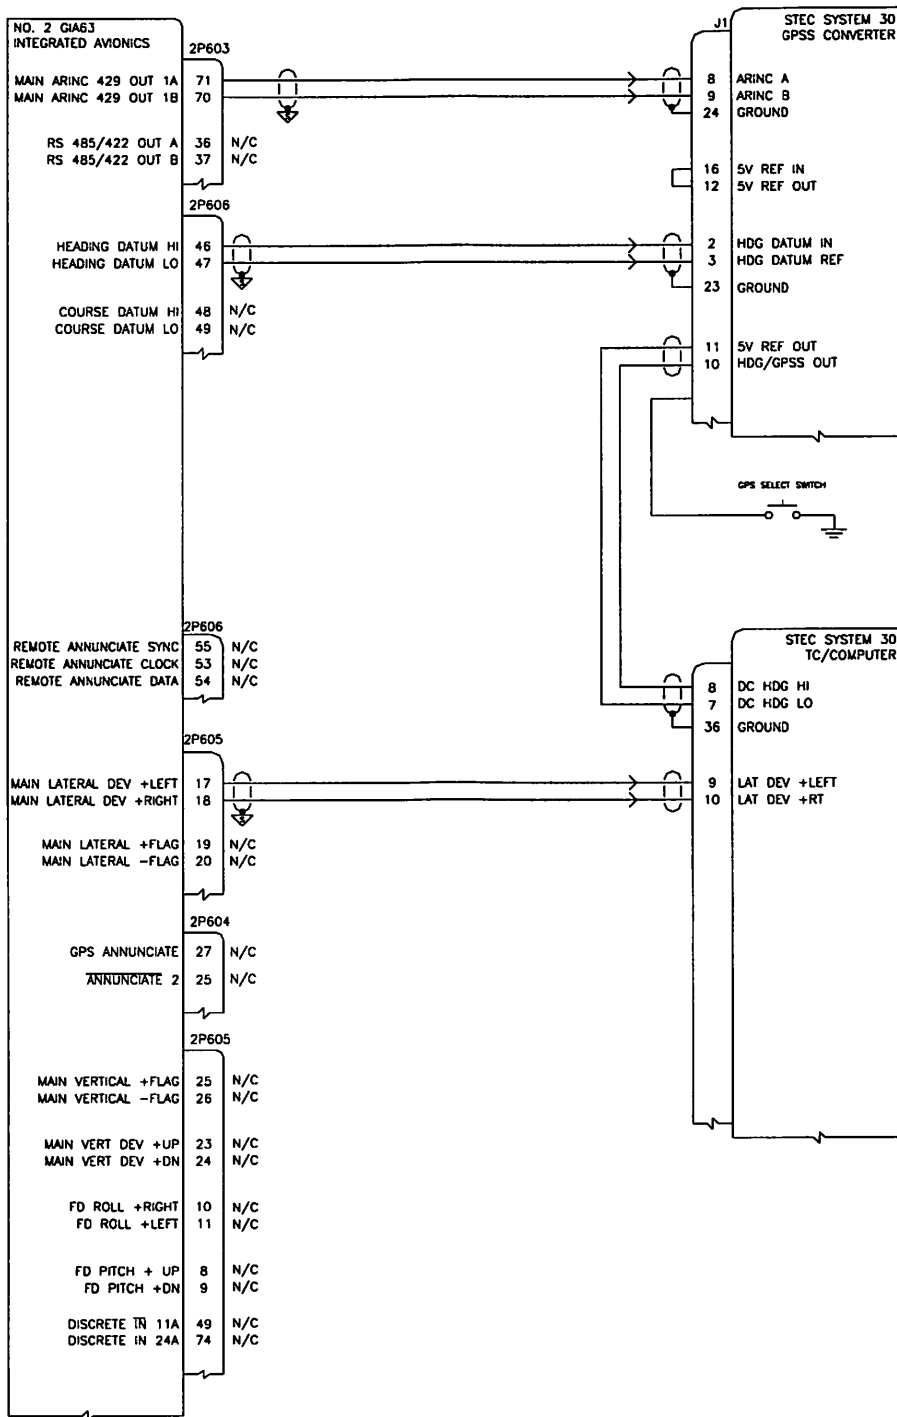 NO. 2 GIA63
INTEGRATED AVIONICS
2P603
MAIN ARINC 429 OUT 1A 71
MAIN ARINC 429 OUT 1B 70
RS 485/422 OUT A 36 N/C
RS 485/422 OUT B 37 N/C
2P606
HEADING DATUM HI 46
HEADING DATUM LO 47
COURSE DATUM HI 48 N/C
COURSE DATUM LO 49 N/C
2P606
REMOTE ANNUNCIATE SYNC 55 N/C
REMOTE ANNUNCIATE CLOCK 53 N/C
REMOTE ANNUNCIATE DATA 54 N/C
2P605
MAIN LATERAL DEV +LEFT 17
MAIN LATERAL DEV +RIGHT 18
MAIN LATERAL +FLAG 19 N/C
MAIN LATERAL -FLAG 20 N/C
2P604
GPS ANNUNCIATE 27 N/C
ANNUNCIATE 2 25 N/C
2P605
MAIN VERTICAL +FLAG 25 N/C
MAIN VERTICAL -FLAG 26 N/C
MAIN VERT DEV +UP 23 N/C
MAIN VERT DEV +DN 24 N/C
FD ROLL +RIGHT 10 N/C
FD ROLL +LEFT 11 N/C
FD PITCH + UP 8 N/C
FD PITCH +DN 9 N/C
DISCRETE IN 11A 49 N/C
DISCRETE IN 24A 74 N/C
J1
STEC SYSTEM 30
GPSS CONVERTER
8 ARINC A
9 ARINC B
24 GROUND
16 5V REF IN
12 5V REF OUT
2 HDG DATUM IN
3 HDG DATUM REF
23 GROUND
11 5V REF OUT
10 HDG/GPSS OUT
GPS SELECT SWITCH
STEC SYSTEM 30
TC/COMPUTER
8 DC HDG HI
7 DC HDG LO
36 GROUND
9 LAT DEV +LEFT
10 LAT DEV +RT